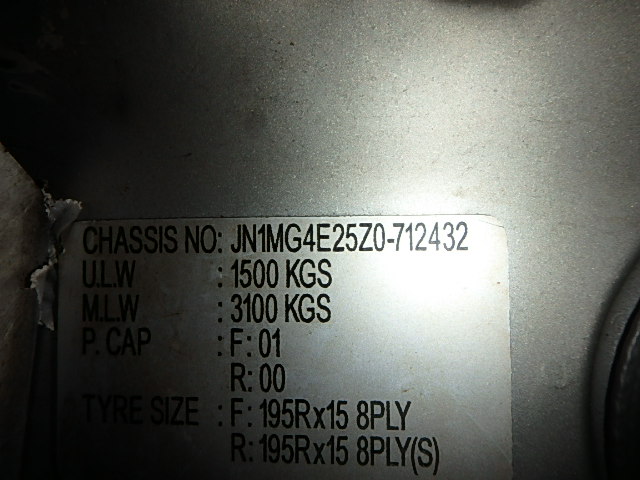 CHASSIS NO: JN1MG4E25Z0-712432
U.L.W : 1500 KGS
M.L.W : 3100 KGS
P. CAP : F: 01
R: 00
TYRE SIZE : F: 195Rx15 8PLY
R: 195Rx15 8PLY(S)